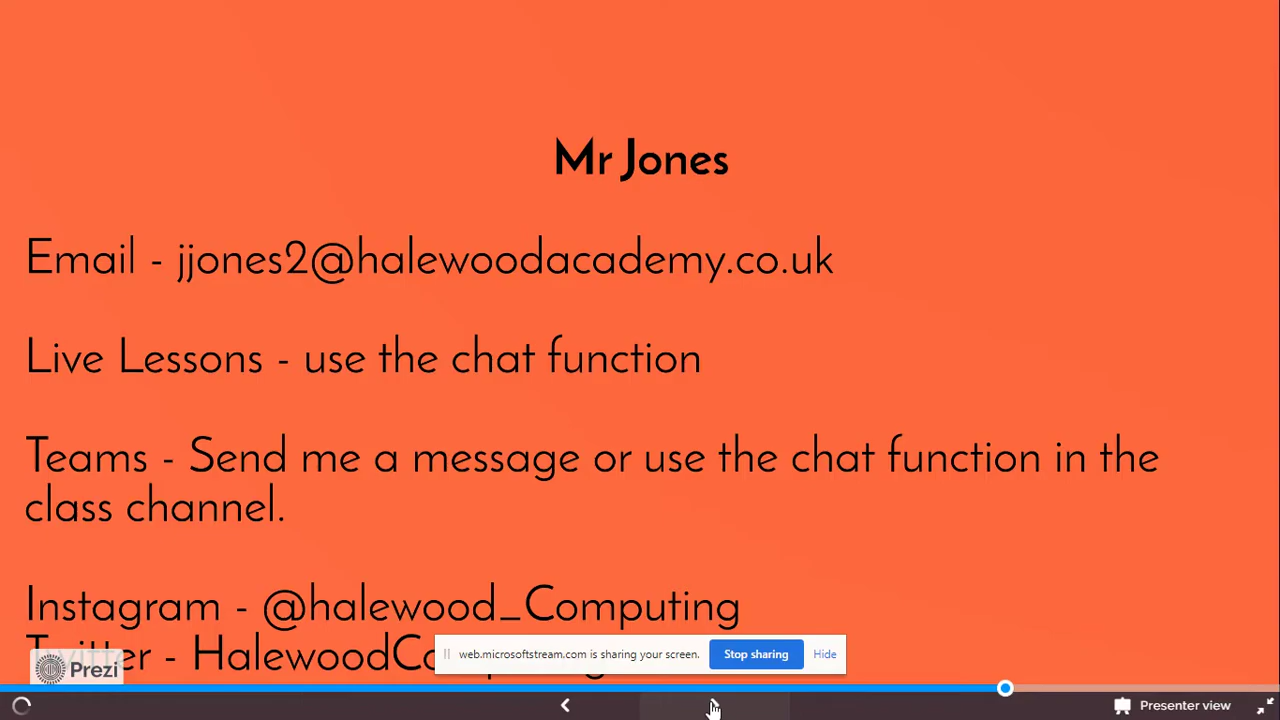 Mr Jones
Email - jjones2@halewoodacademy.co.uk
Live Lessons - use the chat function
Teams - Send me a message or use the chat function in the
class channel.
Instagram - @halewood_Computing
Twitter -
web.microsoftstream.com is sharing your screen. Stop sharing Hide
Prezi
Presenter view